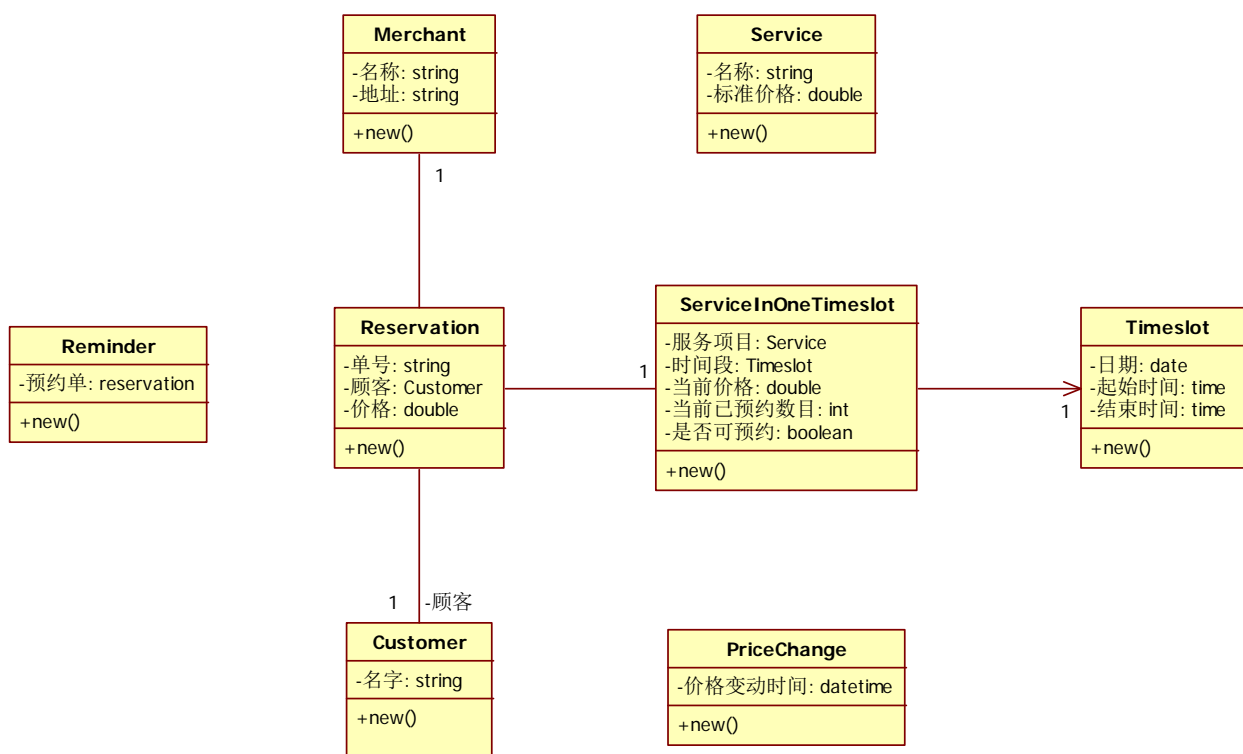 Merchant
-名称: string
-地址: string
+new()
Service
-名称: string
-标准价格: double
+new()
1
Reminder
-预约单: reservation
+new()
Reservation
-单号: string
-顾客: Customer
-价格: double
+new()
1
ServiceInOneTimeslot
-服务项目: Service
-时间段: Timeslot
-当前价格: double
-当前已预约数目: int
-是否可预约: boolean
+new()
1
Timeslot
-日期: date
-起始时间: time
-结束时间: time
+new()
1 -顾客
Customer
-名字: string
+new()
PriceChange
-价格变动时间: datetime
+new()